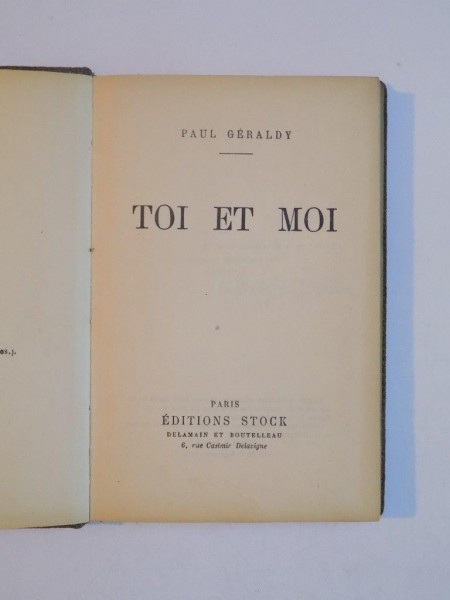 PAUL GÉRALDY
TOI ET MOI
PARIS
ÉDITIONS STOCK
DELAMAIN ET BOUTELLEAU
6, rue Casimir Delavigne